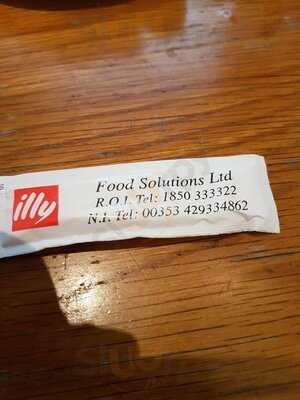 illy
Food Solutions Ltd
R.O.I. Tel: 1850 333322
N.I. Tel: 00353 429334862